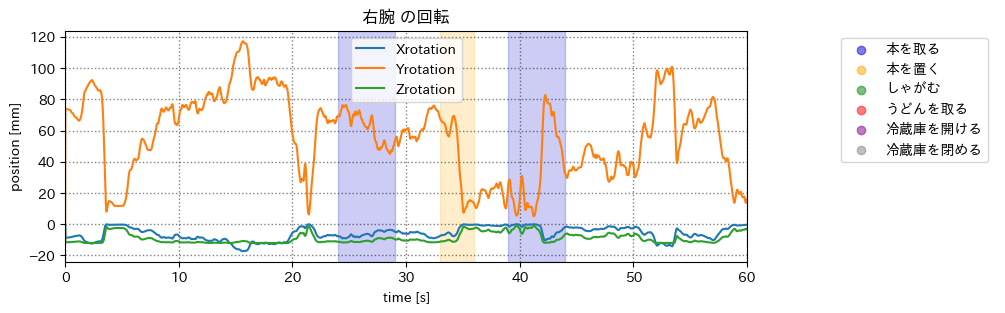 右腕 の回転
120
100
80
60
40
20
0
−20
position [mm]
0
10
20
30
40
50
60
time [s]
Xrotation
Yrotation
Zrotation
本を取る
本を置く
しゃがむ
うどんを取る
冷蔵庫を開ける
冷蔵庫を閉める